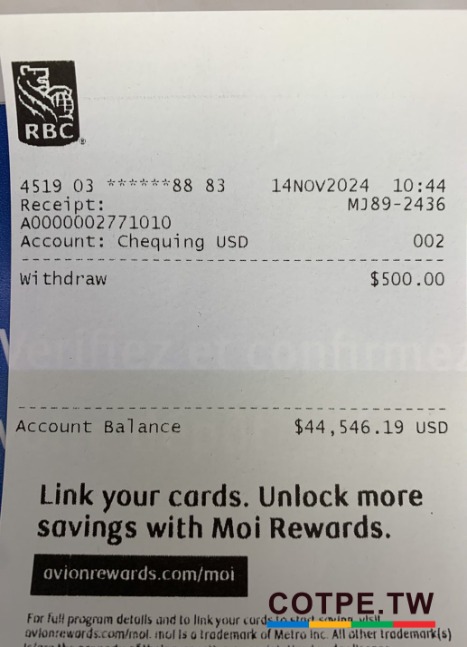 RBC®
4519 03 ******88 83 14NOV2024 10:44
Receipt: MJ89-2436
A0000002771010
Account: Chequing USD 002
Withdraw $500.00
Vérifiez et confirmez
Account Balance $44,546.19 USD
Link your cards. Unlock more
savings with Moi Rewards.
avionrewards.com/moi
COTPE.TW
For full program details and to link your cards to start saving, visit
avionrewards.com/moi. moi is a trademark of Metro Inc. All other trademark(s)